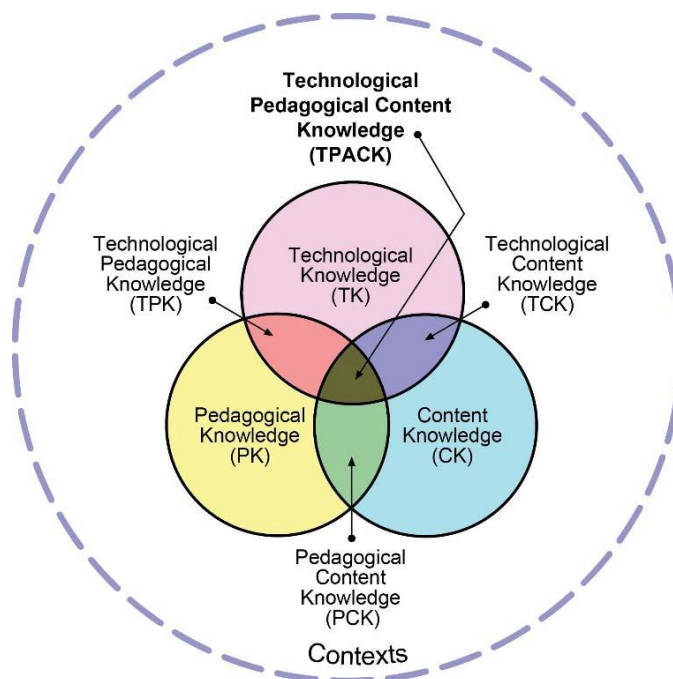 Technological
Pedagogical Content
Knowledge
(TPACK)
Technological
Pedagogical
Knowledge
(TPK)
Technological
Knowledge
(TK)
Technological
Content
Knowledge
(TCK)
Pedagogical
Knowledge
(PK)
Content
Knowledge
(CK)
Pedagogical
Content
Knowledge
(PCK)
Contexts